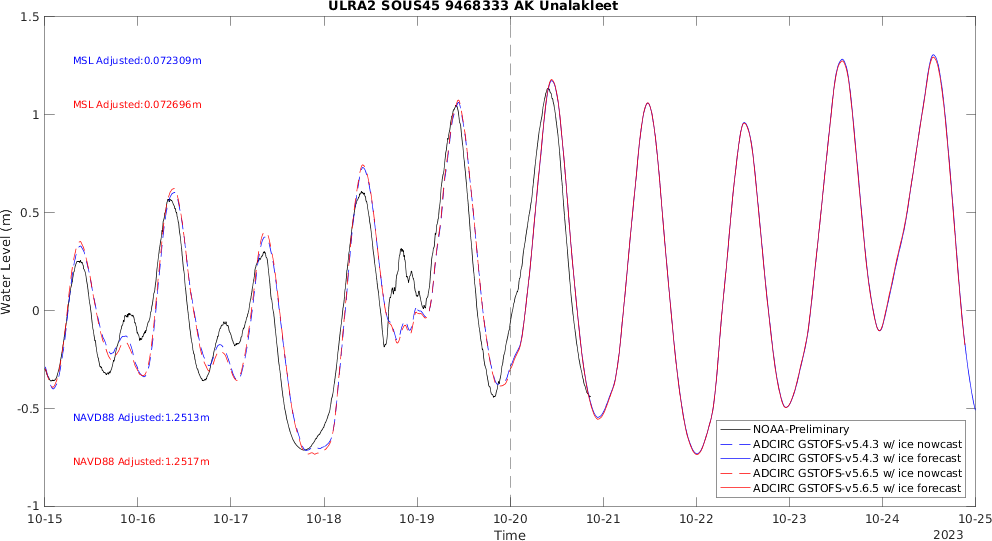 ULRA2 SOUS45 9468333 AK Unalakleet
1.5
MSL Adjusted:0.072309m
MSL Adjusted:0.072696m
1
0.5
Water Level (m)
0
-0.5
NAVD88 Adjusted:1.2513m
NAVD88 Adjusted:1.2517m
NOAA-Preliminary
ADCIRC GSTOFS-v5.4.3 w/ ice nowcast
ADCIRC GSTOFS-v5.4.3 w/ ice forecast
ADCIRC GSTOFS-v5.6.5 w/ ice nowcast
ADCIRC GSTOFS-v5.6.5 w/ ice forecast
-1
10-15 10-16 10-17 10-18 10-19 10-20 10-21 10-22 10-23 10-24 10-25
Time
2023